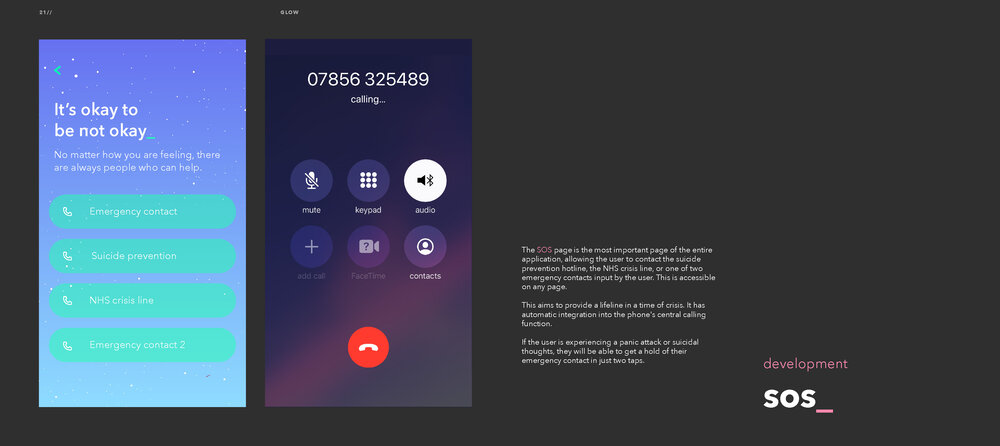 21//
GLOW
<
It's okay to
be not okay_
No matter how you are feeling, there
are always people who can help.
Emergency contact
Suicide prevention
NHS crisis line
Emergency contact 2
07856 325489
calling...
mute
keypad
audio
add call
FaceTime
contacts
The SOS page is the most important page of the entire
application, allowing the user to contact the suicide
prevention hotline, the NHS crisis line, or one of two
emergency contacts input by the user. This is accessible
on any page.
This aims to provide a lifeline in a time of crisis. It has
automatic integration into the phone's central calling
function.
If the user is experiencing a panic attack or suicidal
thoughts, they will be able to get a hold of their
emergency contact in just two taps.
development
sos_